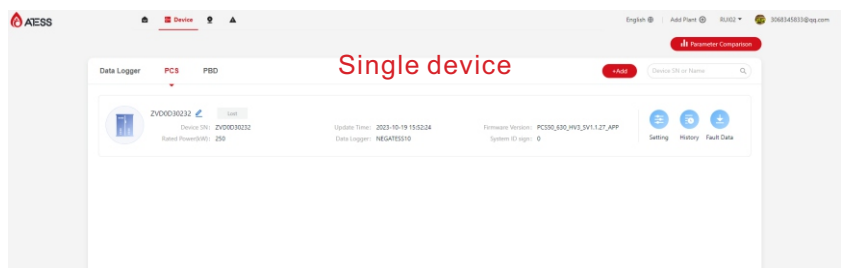 ATESS Device English Add Plant RUI02 3068345833@qq.com
Parameter Comparison
Data Logger PCS PBD Single device +Add Device SN or Name
ZVD0D30232 Lost
Device SN: ZVD0D30232 Update Time: 2023-10-19 15:52:24 Firmware Version: PCS50_630_HV3_SV1.1.27_APP
Rated Power(kW): 250 Data Logger: NEGATESS10 System ID sign: 0
Setting History Fault Data